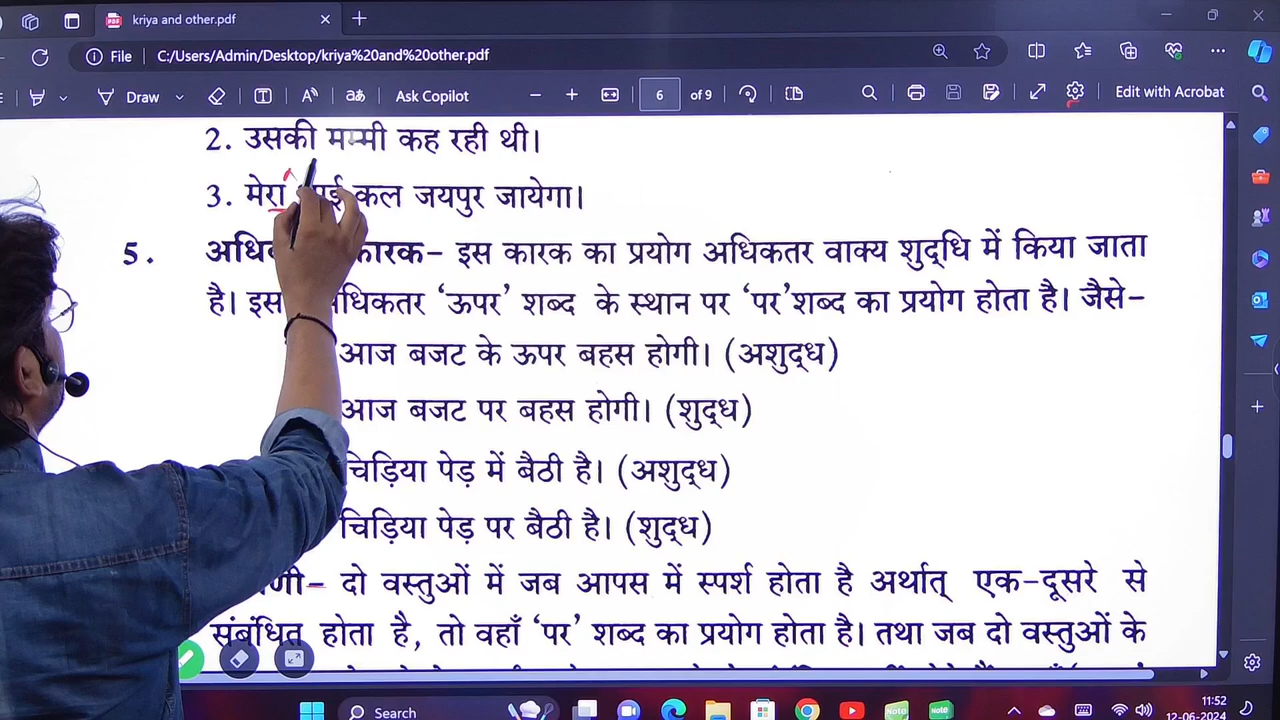 kriya and other.pdf
File C:/Users/Admin/Desktop/kriya%20and%20other.pdf
Draw Ask Copilot 6 of 9 Edit with Acrobat
2. उसकी मम्मी कह रही थी।
3. मेरा कल जयपुर जायेगा।
5. कारक– इस कारक का प्रयोग अधिकतर वाक्य शुद्धि में किया जाता
है। 'ऊपर' शब्द के स्थान पर 'पर'शब्द का प्रयोग होता है। जैसे–
आज बजट के ऊपर बहस होगी। (अशुद्ध)
आज बजट पर बहस होगी। (शुद्ध)
चिड़िया पेड़ में बैठी है। (अशुद्ध)
चिड़िया पेड़ पर बैठी है। (शुद्ध)
दो वस्तुओं में जब आपस में स्पर्श होता है अर्थात् एक-दूसरे से
संबंधित होता है, तो वहाँ 'पर' शब्द का प्रयोग होता है। तथा जब दो वस्तुओं के
Search
11:52
12-06-2024